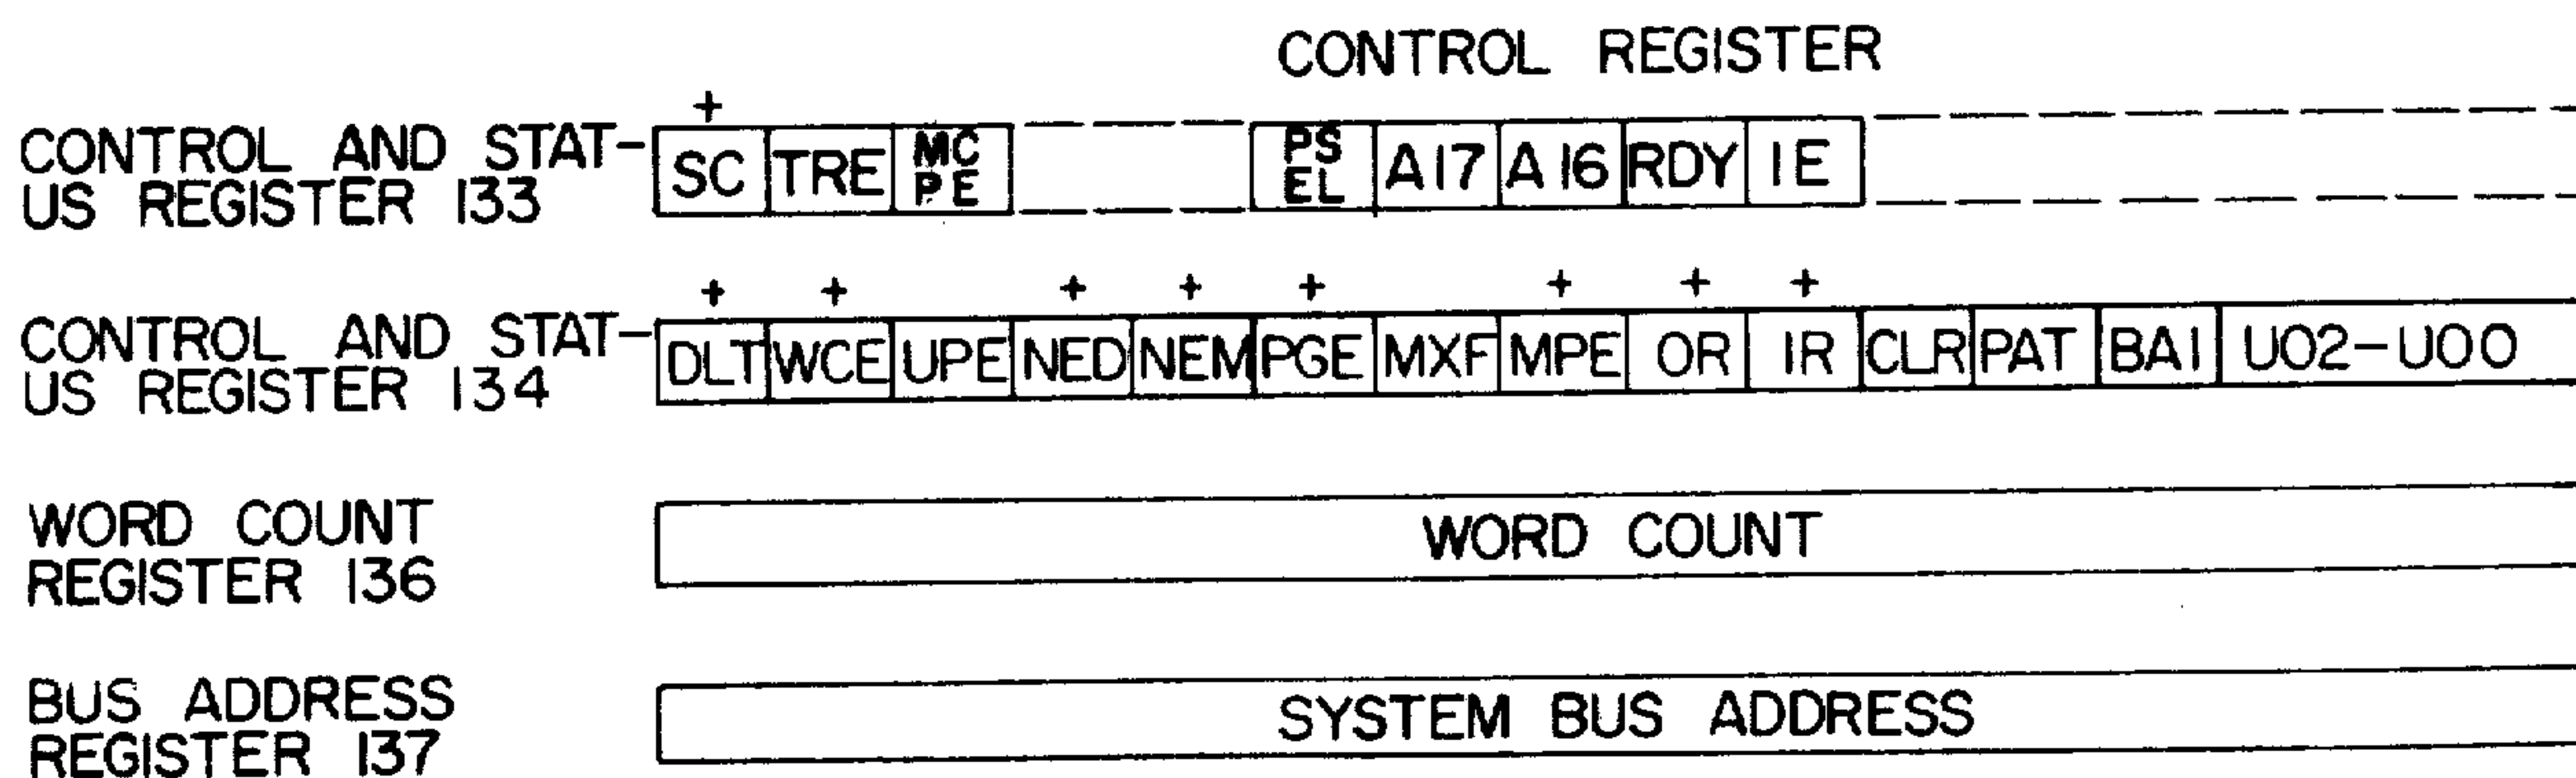 CONTROL REGISTER
+
CONTROL AND STAT-
US REGISTER 133
SC TRE MC PE PS EL A17 A16 RDY IE
+ + + + + + + +
CONTROL AND STAT-
US REGISTER 134
DLT WCE UPE NED NEM PGE MXF MPE OR IR CLR PAT BAI U02-U00
WORD COUNT
REGISTER 136
WORD COUNT
BUS ADDRESS
REGISTER 137
SYSTEM BUS ADDRESS